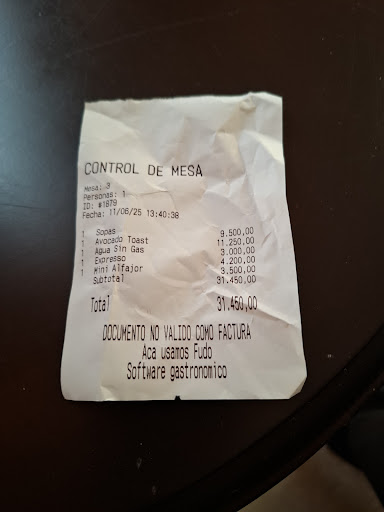 CONTROL DE MESA
Mesa: 3
Personas: 1
ID: #1879
Fecha: 11/06/25 13:40:38
1 Sopas 9.500,00
1 Avocado Toast 11.250,00
1 Agua Sin Gas 3.000,00
1 Expresso 4.200,00
1 Mini Alfajor 3.500,00
Subtotal 31.450,00
Total 31.450,00
DOCUMENTO NO VALIDO COMO FACTURA
Aca usamos Fudo
Software gastronomico